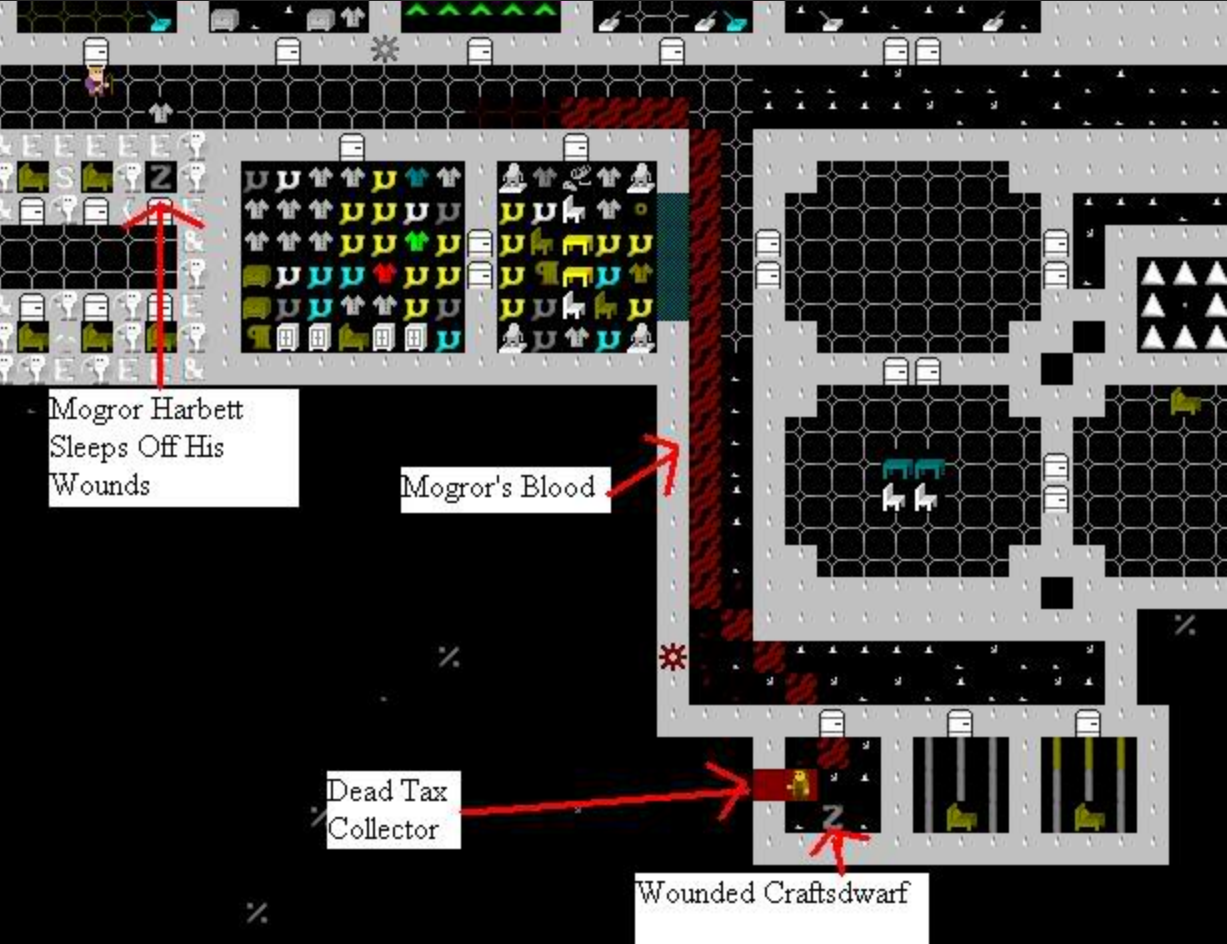 Mogror Harbett
Sleeps Off His
Wounds
Mogror's Blood
Dead Tax
Collector
Wounded Craftsdwarf